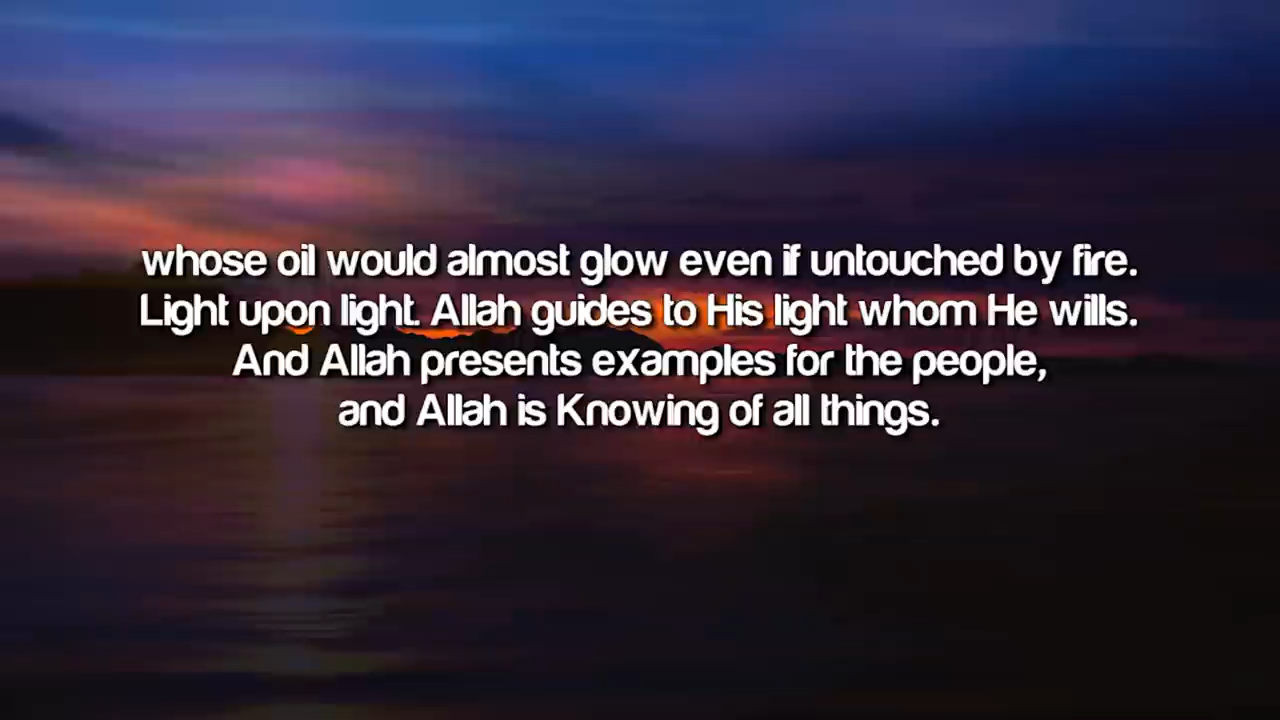 whose oil would almost glow even if untouched by fire.
Light upon light. Allah guides to His light whom He wills.
And Allah presents examples for the people,
and Allah is Knowing of all things.